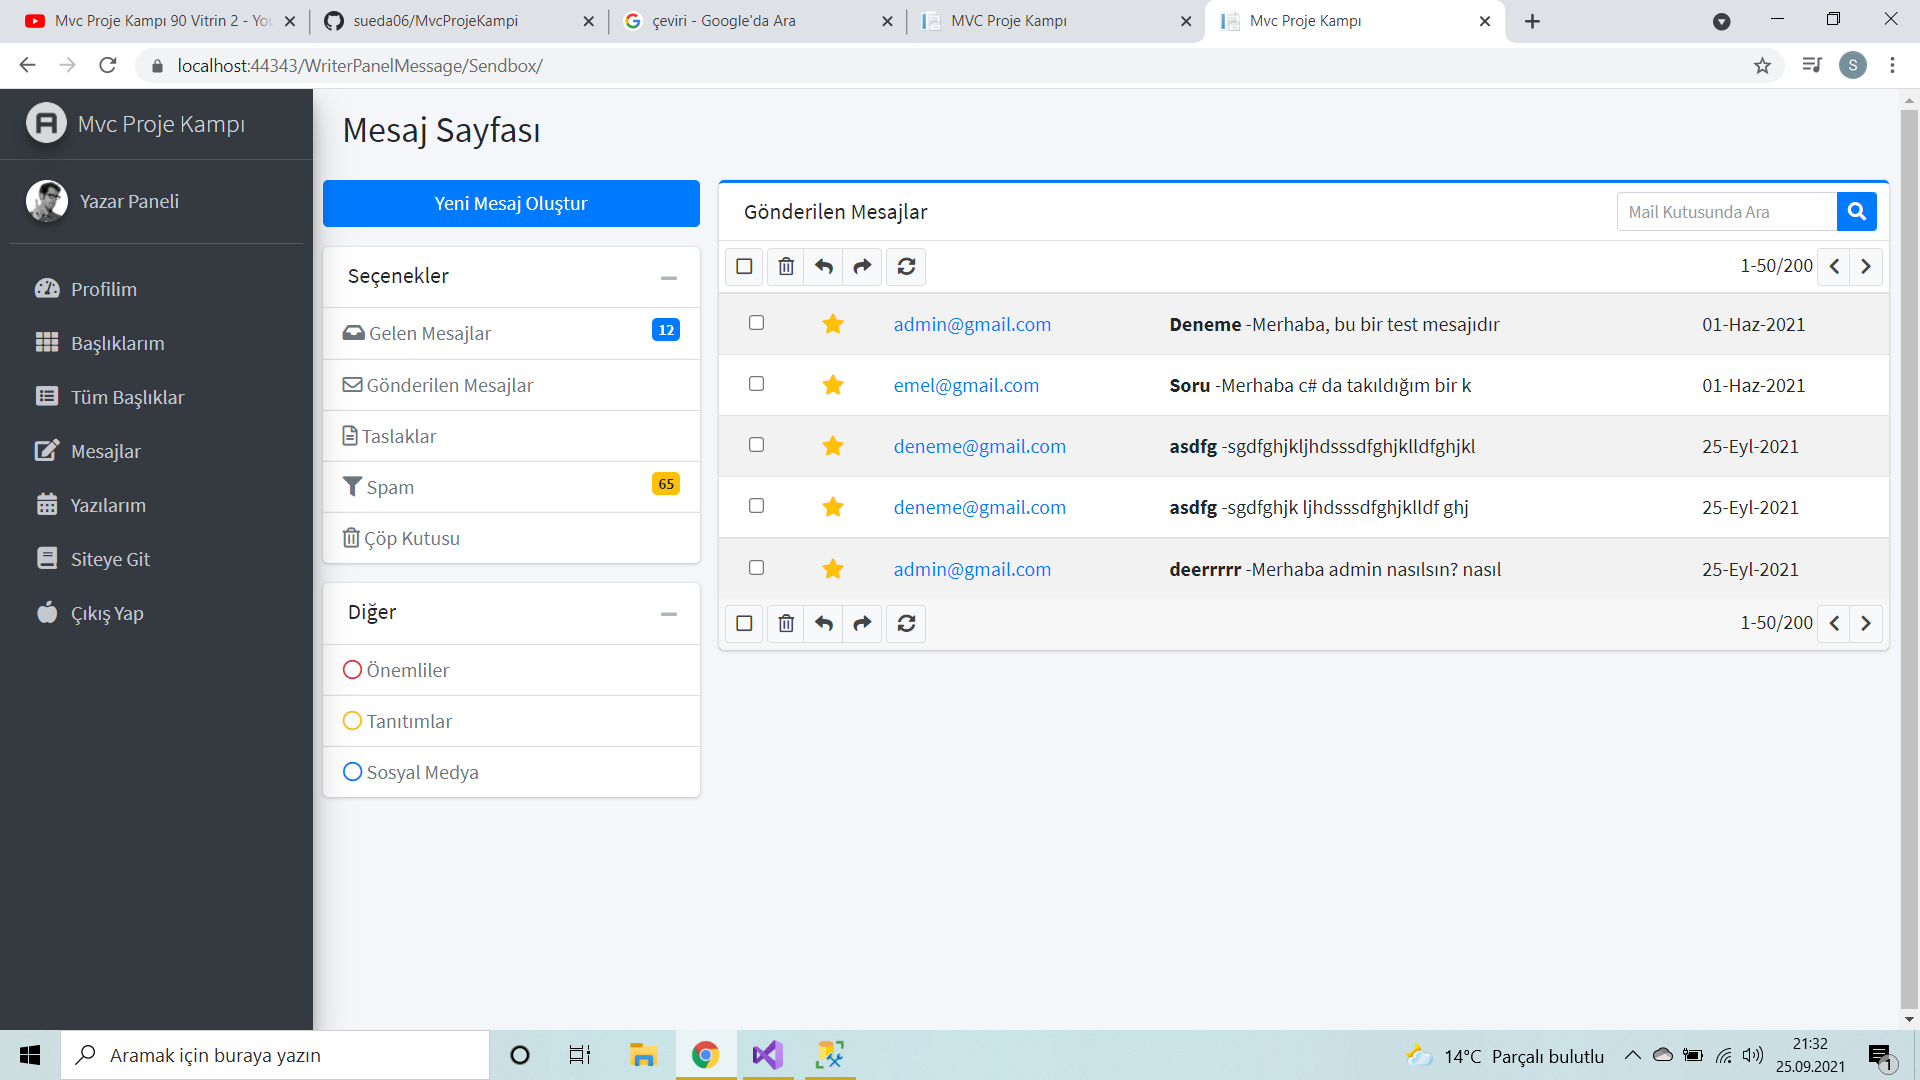 Mvc Proje Kampı 90 Vitrin 2 - You
sueda06/MvcProjeKampi
çeviri - Google'da Ara
MVC Proje Kampı
Mvc Proje Kampı
localhost:44343/WriterPanelMessage/Sendbox/
S
Mvc Proje Kampı
Yazar Paneli
Profilim
Başlıklarım
Tüm Başlıklar
Mesajlar
Yazılarım
Siteye Git
Çıkış Yap
Mesaj Sayfası
Yeni Mesaj Oluştur
Seçenekler
Gelen Mesajlar 12
Gönderilen Mesajlar
Taslaklar
Spam 65
Çöp Kutusu
Diğer
Önemliler
Tanıtımlar
Sosyal Medya
Gönderilen Mesajlar
Mail Kutusunda Ara
1-50/200
admin@gmail.com Deneme -Merhaba, bu bir test mesajıdır 01-Haz-2021
emel@gmail.com Soru -Merhaba c# da takıldığım bir k 01-Haz-2021
deneme@gmail.com asdfg -sgdfghjkljhdsssdfghjklldfghjkl 25-Eyl-2021
deneme@gmail.com asdfg -sgdfghjk ljhdsssdfghjklldf ghj 25-Eyl-2021
admin@gmail.com deerrrrr -Merhaba admin nasılsın? nasıl 25-Eyl-2021
1-50/200
Aramak için buraya yazın
14°C Parçalı bulutlu
21:32
25.09.2021
1